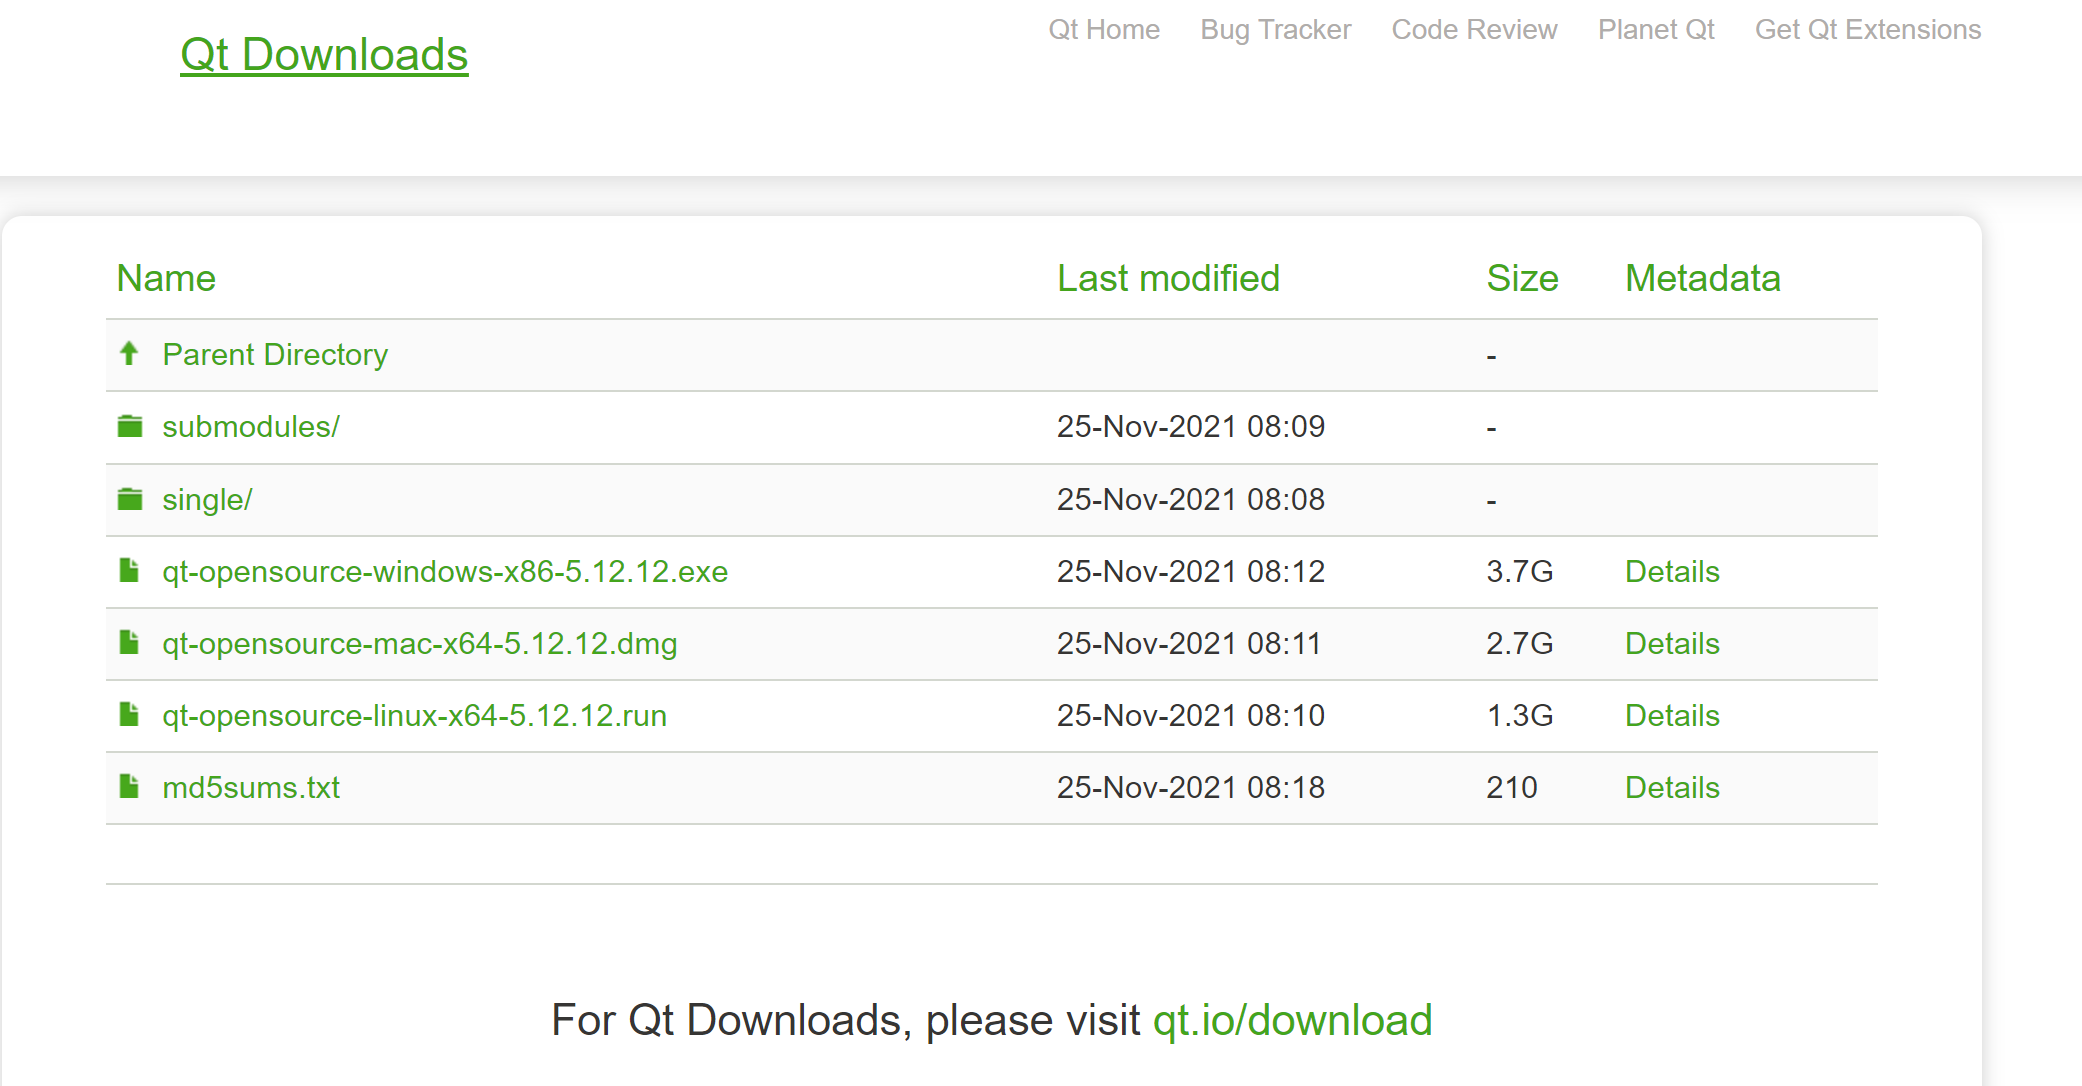 Qt Downloads
Qt Home Bug Tracker Code Review Planet Qt Get Qt Extensions
Name Last modified Size Metadata
Parent Directory -
submodules/ 25-Nov-2021 08:09 -
single/ 25-Nov-2021 08:08 -
qt-opensource-windows-x86-5.12.12.exe 25-Nov-2021 08:12 3.7G Details
qt-opensource-mac-x64-5.12.12.dmg 25-Nov-2021 08:11 2.7G Details
qt-opensource-linux-x64-5.12.12.run 25-Nov-2021 08:10 1.3G Details
md5sums.txt 25-Nov-2021 08:18 210 Details
For Qt Downloads, please visit qt.io/download